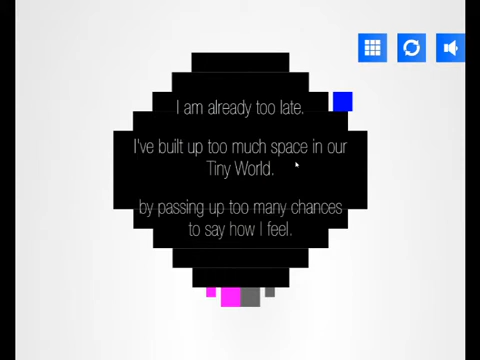 I am already too late.
I've built up too much space in our
Tiny World.
by passing up too many chances
to say how I feel.